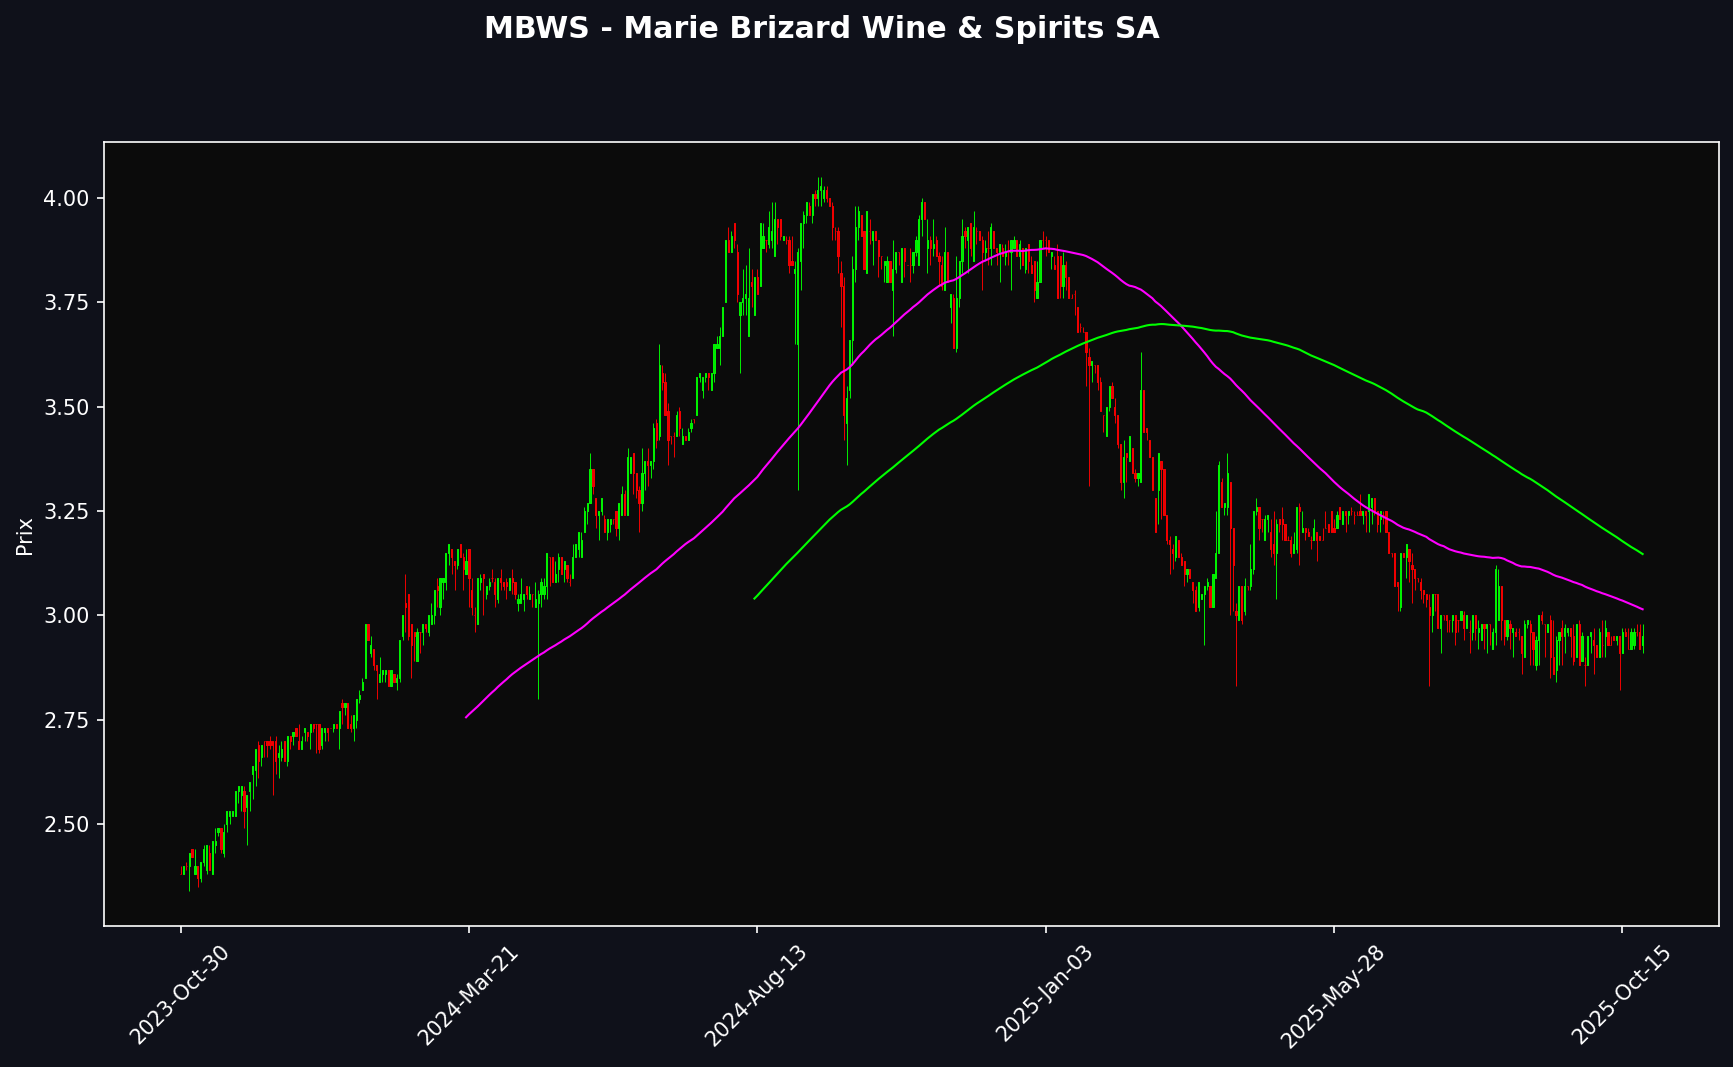 MBWS - Marie Brizard Wine & Spirits SA
Prix
4.00
3.75
3.50
3.25
3.00
2.75
2.50
2023-Oct-30
2024-Mar-21
2024-Aug-13
2025-Jan-03
2025-May-28
2025-Oct-15